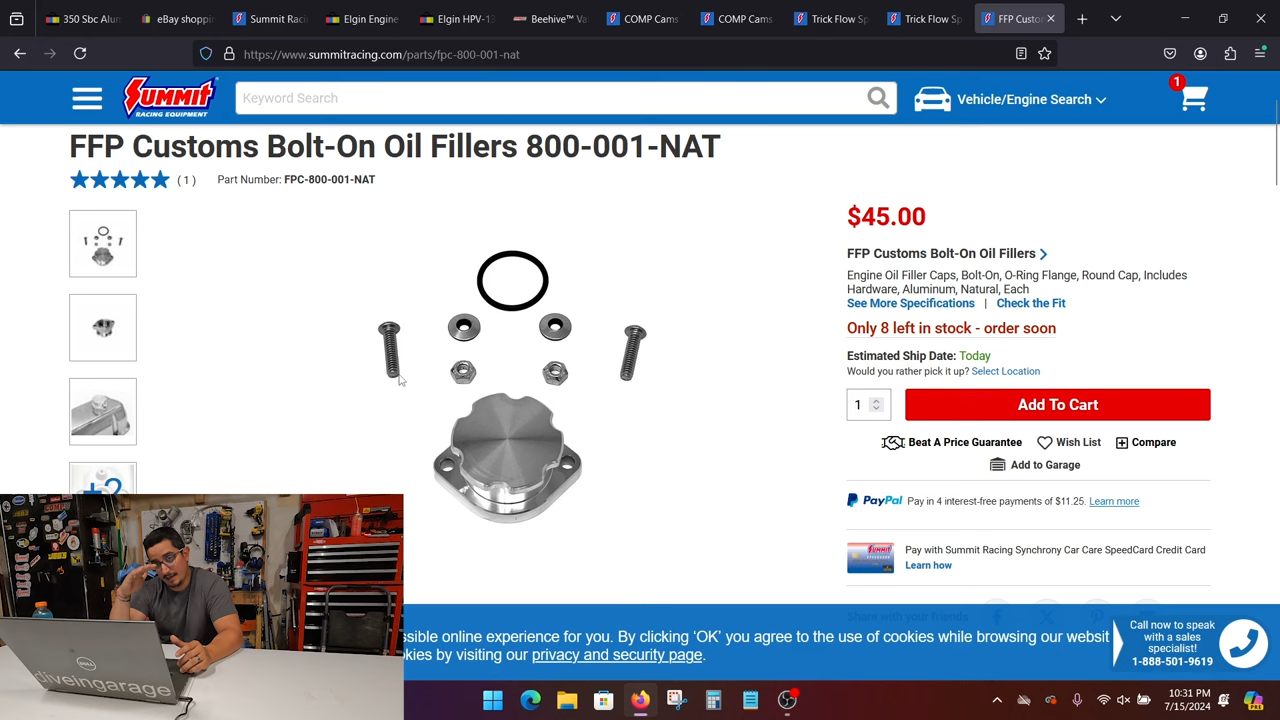 350 Sbc Alum
eBay shoppin
Summit Raci
Elgin Engine
Elgin HPV-13
Beehive™ Va
COMP Cams
COMP Cams
Trick Flow Sp
Trick Flow Sp
FFP Custo
https://www.summitracing.com/parts/fpc-800-001-nat
SUMMIT
RACING EQUIPMENT
Keyword Search
Vehicle/Engine Search
1
FFP Customs Bolt-On Oil Fillers 800-001-NAT
( 1 )
Part Number: FPC-800-001-NAT
$45.00
FFP Customs Bolt-On Oil Fillers
Engine Oil Filler Caps, Bolt-On, O-Ring Flange, Round Cap, Includes
Hardware, Aluminum, Natural, Each
See More Specifications | Check the Fit
Only 8 left in stock - order soon
Estimated Ship Date: Today
Would you rather pick it up? Select Location
1
Add To Cart
Beat A Price Guarantee
Wish List
Compare
Add to Garage
+2
PayPal Pay in 4 interest-free payments of $11.25. Learn more
Pay with Summit Racing Synchrony Car Care SpeedCard Credit Card
Learn how
Share with your friends
ssible online experience for you. By clicking 'OK' you agree to the use of cookies while browsing our websit
kies by visiting our privacy and security page.
Call now to speak
with a sales
specialist!
1-888-501-9619
DELL
diveingarage
10:31 PM
7/15/2024